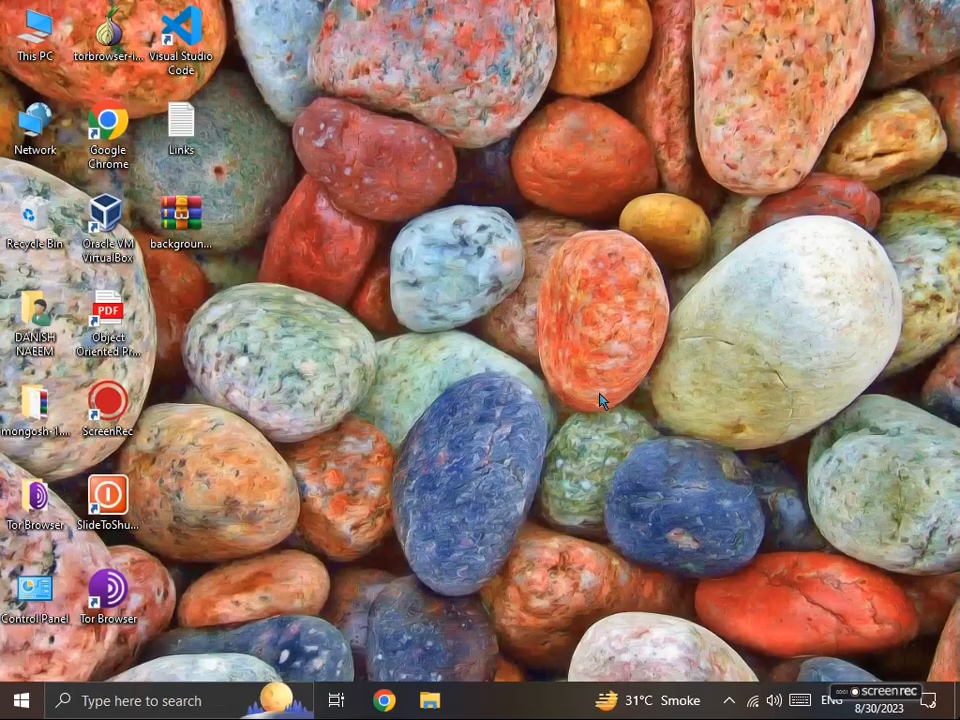 This PC
torbrowser-i...
Visual Studio
Code
Network
Google
Chrome
Links
Recycle Bin
Oracle VM
VirtualBox
backgroun...
DANISH
NAEEM
PDF
Object
Oriented Pr...
mongosh-1....
ScreenRec
Tor Browser
SlideToShu...
Control Panel
Tor Browser
Type here to search
31°C Smoke
screenrec
8/30/2023